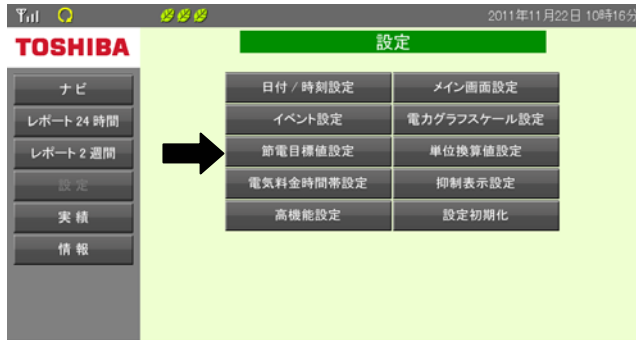 2011年11月22日 10時16分
TOSHIBA
設定
ナビ
レポート 24 時間
レポート 2 週間
設 定
実 績
情 報
日付 / 時刻設定
メイン画面設定
イベント設定
電力グラフスケール設定
節電目標値設定
単位換算値設定
電気料金時間帯設定
抑制表示設定
高機能設定
設定初期化